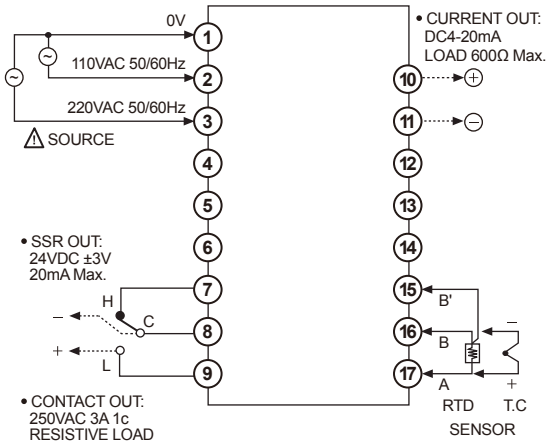 0V
110VAC 50/60Hz
220VAC 50/60Hz
⚠ SOURCE
• SSR OUT:
24VDC ±3V
20mA Max.
H
C
L
− 
+
• CONTACT OUT:
250VAC 3A 1c
RESISTIVE LOAD
1
2
3
4
5
6
7
8
9
10
11
12
13
14
15
16
17
• CURRENT OUT:
DC4-20mA
LOAD 600Ω Max.
+
−
B'
B
A
−
+
RTD T.C
SENSOR